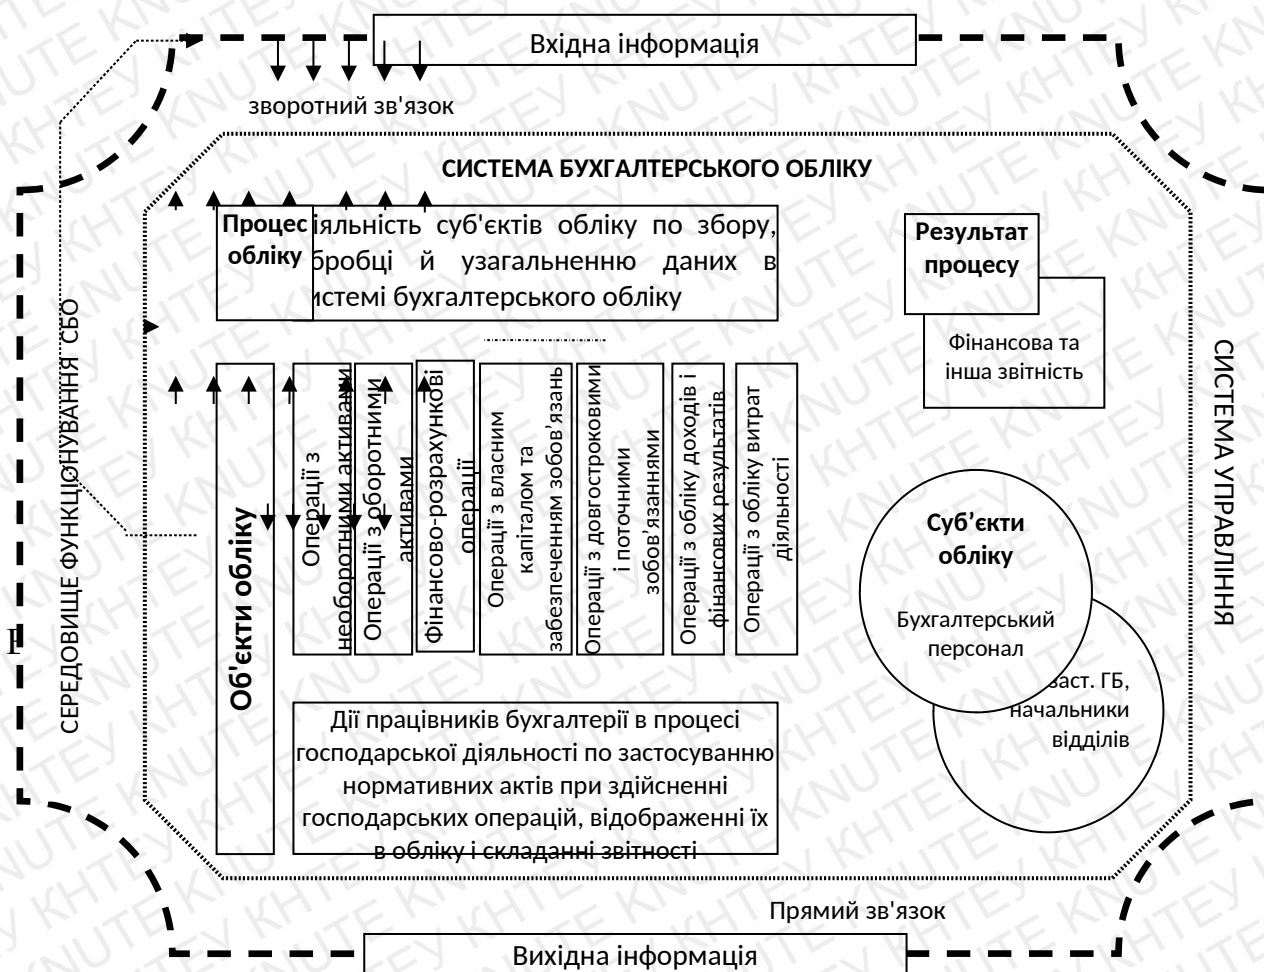 Вхідна інформація
зворотний зв'язок
СИСТЕМА БУХГАЛТЕРСЬКОГО ОБЛІКУ
Процес
обліку
іяльність суб'єктів обліку по збору,
бробці й узагальненню даних в
истемі бухгалтерського обліку
Результат
процесу
Фінансова та
інша звітність
СЕРЕДОВИЩЕ ФУНКЦІОНУВАННЯ СБО
СИСТЕМА УПРАВЛІННЯ
Об'єкти обліку
Операції з
необоротними активами
Операції з оборотними
активами
Фінансово-розрахункові
операції
Операції з власним
капіталом та
забезпеченням зобов'язань
Операції з довгостроковими
і поточними
зобов'язаннями
Операції з обліку доходів і
фінансових результатів
Операції з обліку витрат
діяльності
Суб’єкти
обліку
Бухгалтерський
персонал
заст. ГБ,
начальники
відділів
Дії працівників бухгалтерії в процесі
господарської діяльності по застосуванню
нормативних актів при здійсненні
господарських операцій, відображенні їх
в обліку і складанні звітності
Прямий зв'язок
Вихідна інформація